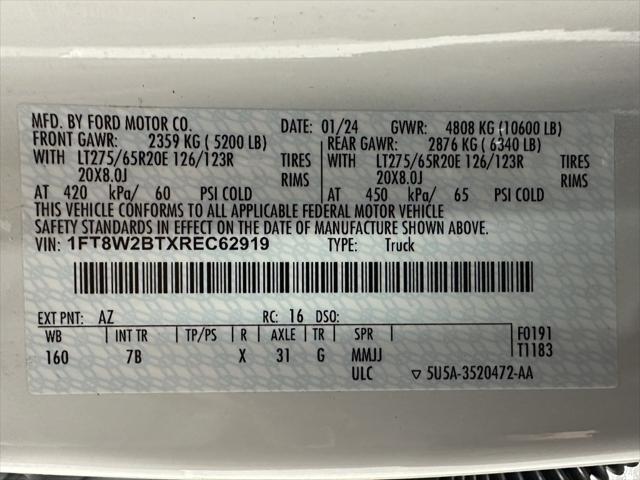 MFD. BY FORD MOTOR CO. DATE: 01/24 GVWR: 4808 KG (10600 LB)
FRONT GAWR: 2359 KG ( 5200 LB) REAR GAWR: 2876 KG ( 6340 LB)
WITH LT275/65R20E 126/123R TIRES WITH LT275/65R20E 126/123R TIRES
20X8.0J RIMS 20X8.0J RIMS
AT 420 kPa/ 60 PSI COLD AT 450 kPa/ 65 PSI COLD
THIS VEHICLE CONFORMS TO ALL APPLICABLE FEDERAL MOTOR VEHICLE
SAFETY STANDARDS IN EFFECT ON THE DATE OF MANUFACTURE SHOWN ABOVE.
VIN: 1FT8W2BTXREC62919 TYPE: Truck
EXT PNT: AZ RC: 16 DSO:
WB INT TR TP/PS R AXLE TR SPR F0191
160 7B X 31 G MMJJ T1183
ULC ▽ 5U5A-3520472-AA